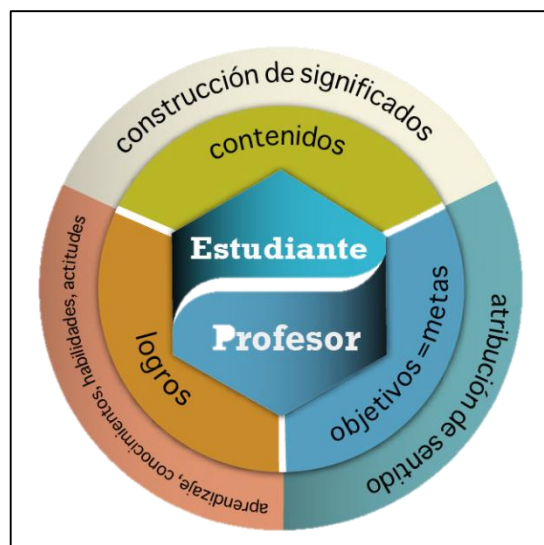 construcción de significados
contenidos
Estudiante
Profesor
logros
objetivos = metas
aprendizaje, conocimientos, habilidades, actitudes
atribución de sentido